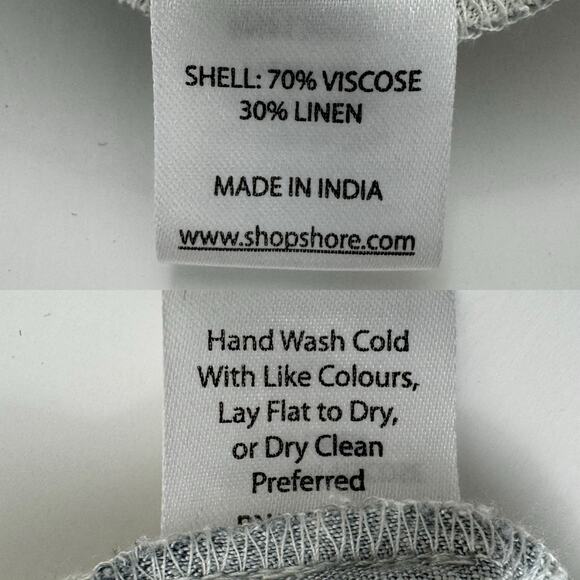 SHELL: 70% VISCOSE
30% LINEN
MADE IN INDIA
www.shopshore.com
Hand Wash Cold
With Like Colours,
Lay Flat to Dry,
or Dry Clean
Preferred